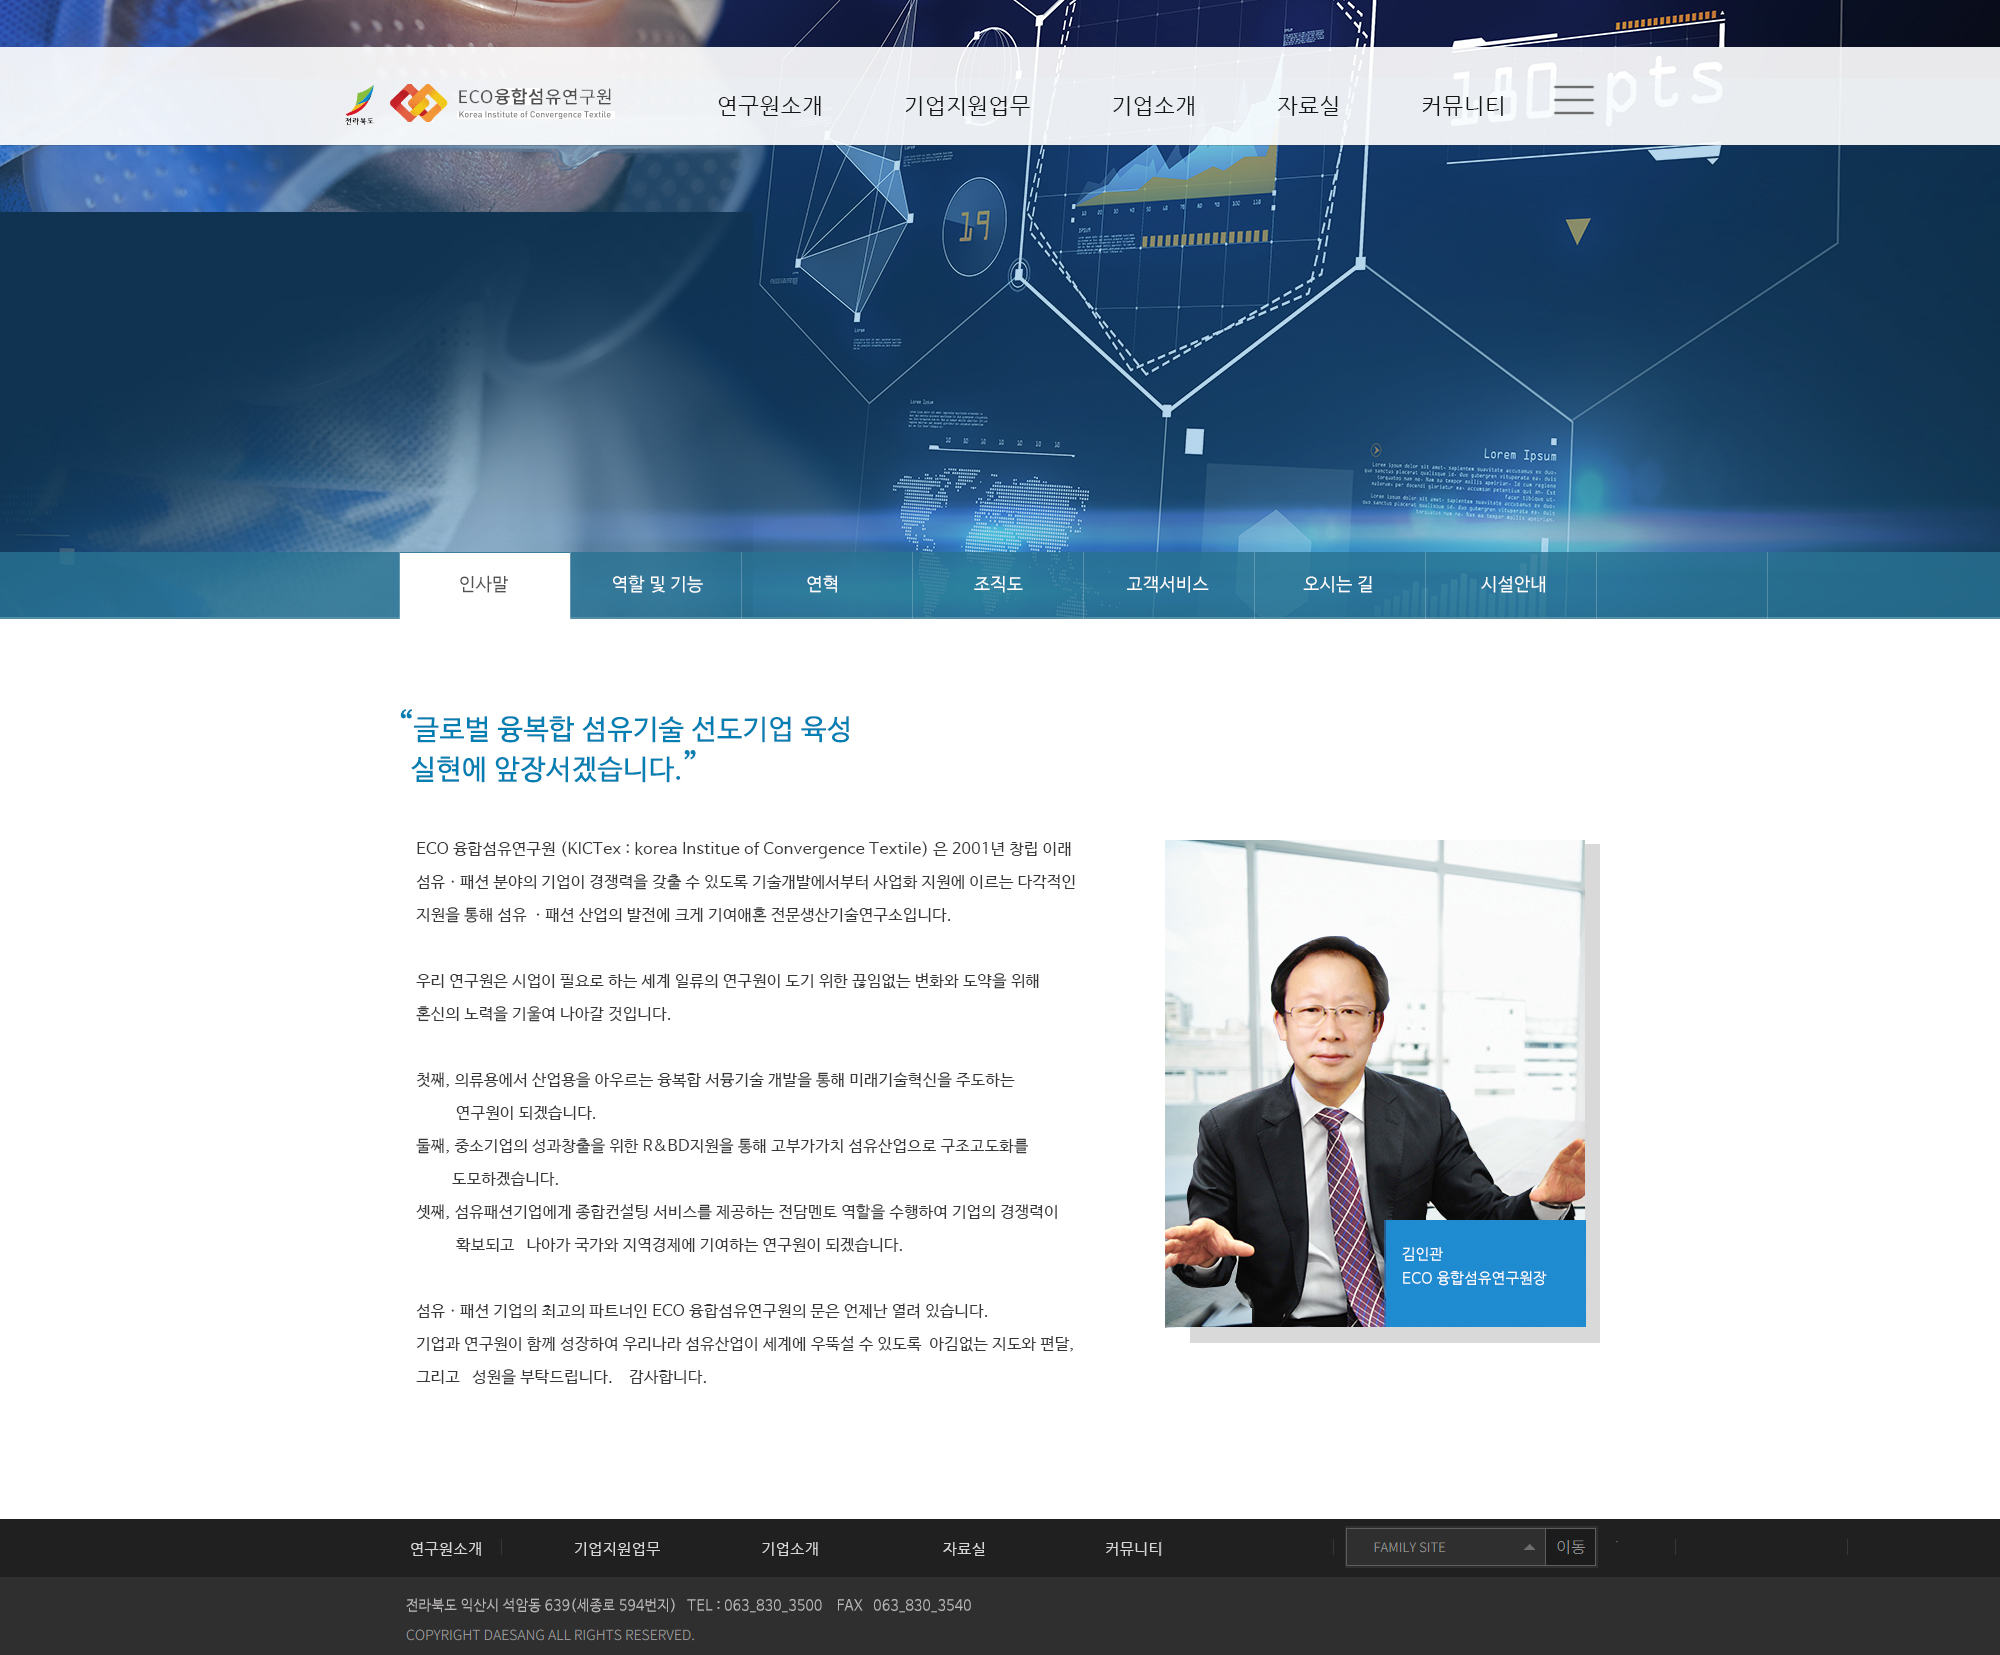 180 pts
전라북도
ECO융합섬유연구원
Korea Institute of Convergence Textile
연구원소개 기업지원업무 기업소개 자료실 커뮤니티
19
10 20 30 40 50 60 70 80 90 100 110
Lorem Ipsum
인사말 역할 및 기능 연혁 조직도 고객서비스 오시는 길 시설안내
“글로벌 융복합 섬유기술 선도기업 육성
실현에 앞장서겠습니다.”
ECO 융합섬유연구원 (KICTex : korea Institue of Convergence Textile) 은 2001년 창립 이래
섬유 · 패션 분야의 기업이 경쟁력을 갖출 수 있도록 기술개발에서부터 사업화 지원에 이르는 다각적인
지원을 통해 섬유 · 패션 산업의 발전에 크게 기여애혼 전문생산기술연구소입니다.
우리 연구원은 시업이 필요로 하는 세계 일류의 연구원이 도기 위한 끊임없는 변화와 도약을 위해
혼신의 노력을 기울여 나아갈 것입니다.
첫째, 의류용에서 산업용을 아우르는 융복합 서뮹기술 개발을 통해 미래기술혁신을 주도하는
연구원이 되겠습니다.
둘째, 중소기업의 성과창출을 위한 R&BD지원을 통해 고부가가치 섬유산업으로 구조고도화를
도모하겠습니다.
셋째, 섬유패션기업에게 종합컨설팅 서비스를 제공하는 전담멘토 역할을 수행하여 기업의 경쟁력이
확보되고 나아가 국가와 지역경제에 기여하는 연구원이 되겠습니다.
섬유 · 패션 기업의 최고의 파트너인 ECO 융합섬유연구원의 문은 언제난 열려 있습니다.
기업과 연구원이 함께 성장하여 우리나라 섬유산업이 세계에 우뚝설 수 있도록 아김없는 지도와 편달,
그리고 성원을 부탁드립니다. 감사합니다.
김인관
ECO 융합섬유연구원장
연구원소개 기업지원업무 기업소개 자료실 커뮤니티 FAMILY SITE 이동
전라북도 익산시 석암동 639(세종로 594번지) TEL : 063_830_3500 FAX 063_830_3540
COPYRIGHT DAESANG ALL RIGHTS RESERVED.